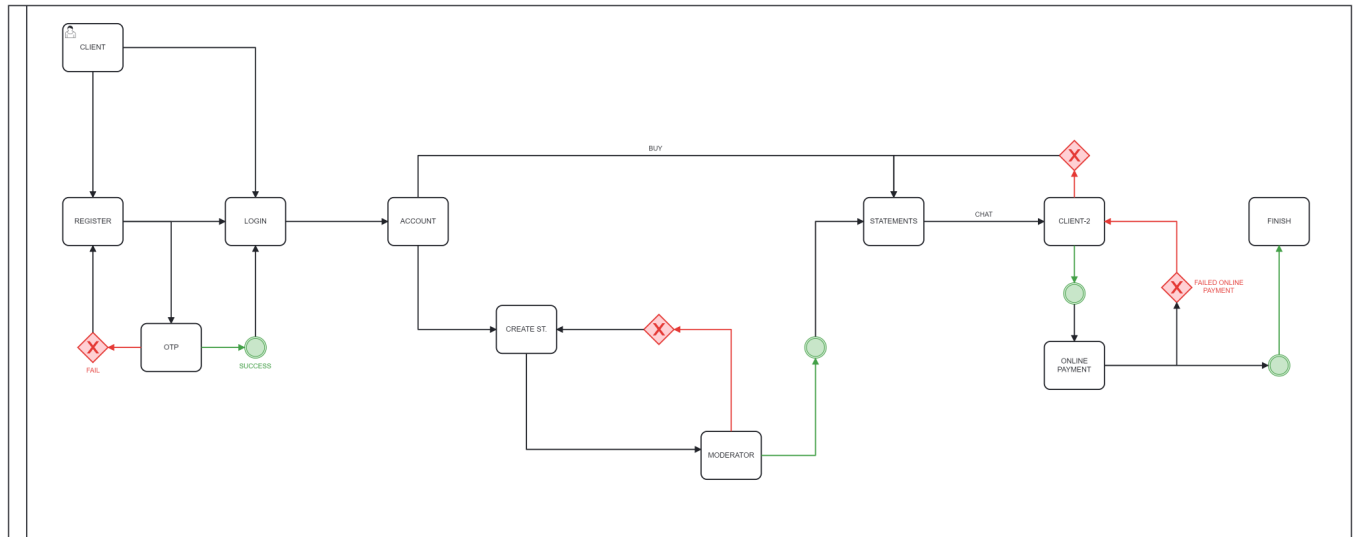 CLIENT
BUY
REGISTER
LOGIN
ACCOUNT
STATEMENTS
CHAT
CLIENT-2
FINISH
FAILED ONLINE
PAYMENT
CREATE ST.
OTP
FAIL
SUCCESS
ONLINE
PAYMENT
MODERATOR